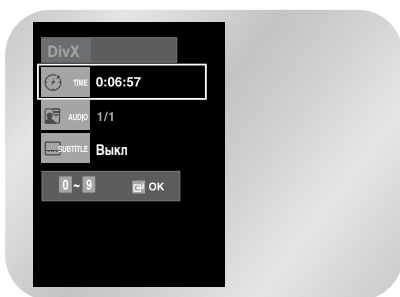 DivX
TIME 0:06:57
AUDIO 1/1
SUBTITLE Выкл
0 ~ 9 OK